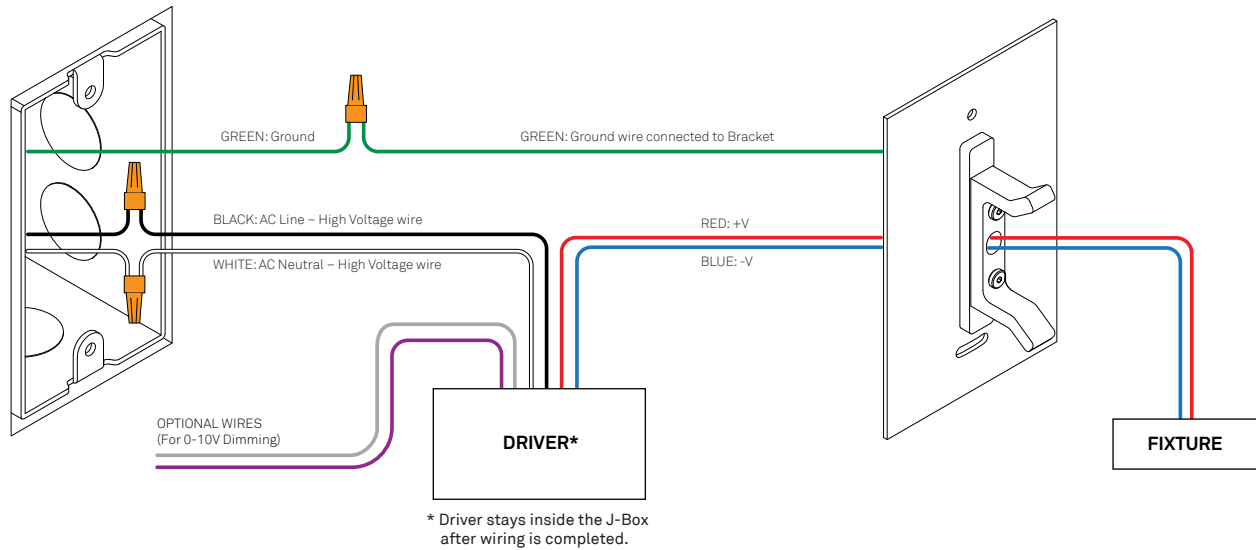 GREEN: Ground
GREEN: Ground wire connected to Bracket
BLACK: AC Line – High Voltage wire
RED: +V
WHITE: AC Neutral – High Voltage wire
BLUE: -V
OPTIONAL WIRES
(For 0-10V Dimming)
DRIVER*
FIXTURE
* Driver stays inside the J-Box
after wiring is completed.